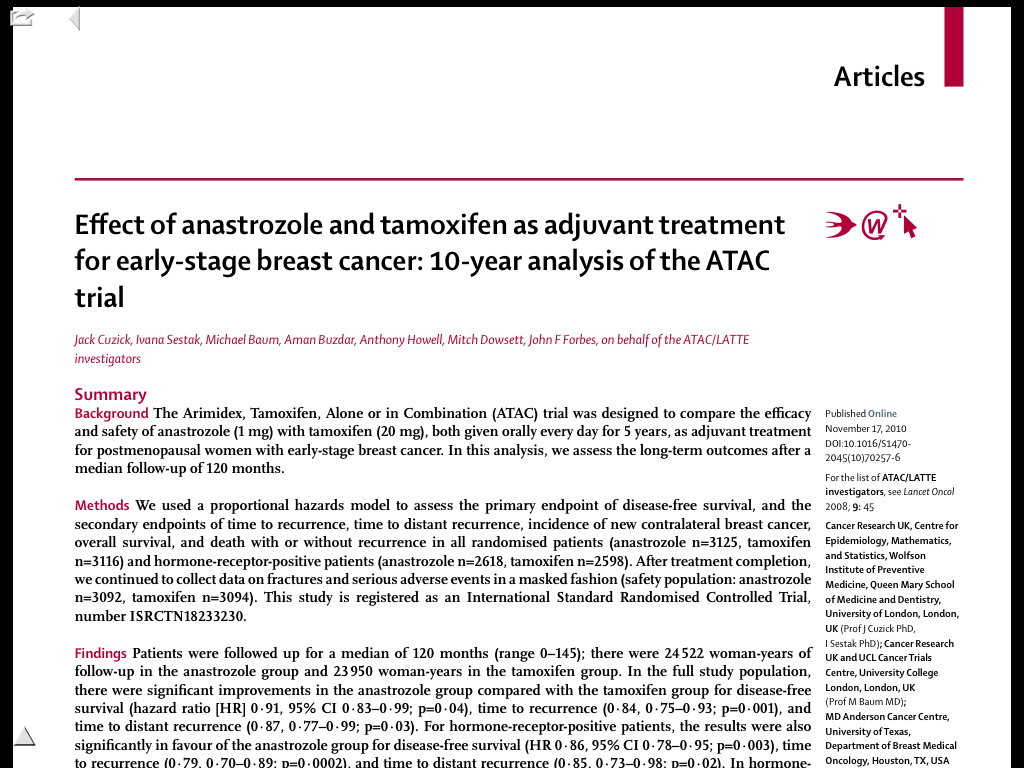 Articles
Effect of anastrozole and tamoxifen as adjuvant treatment
for early-stage breast cancer: 10-year analysis of the ATAC
trial
Jack Cuzick, Ivana Sestak, Michael Baum, Aman Buzdar, Anthony Howell, Mitch Dowsett, John F Forbes, on behalf of the ATAC/LATTE
investigators
Summary
Background The Arimidex, Tamoxifen, Alone or in Combination (ATAC) trial was designed to compare the efficacy
and safety of anastrozole (1 mg) with tamoxifen (20 mg), both given orally every day for 5 years, as adjuvant treatment
for postmenopausal women with early-stage breast cancer. In this analysis, we assess the long-term outcomes after a
median follow-up of 120 months.
Methods We used a proportional hazards model to assess the primary endpoint of disease-free survival, and the
secondary endpoints of time to recurrence, time to distant recurrence, incidence of new contralateral breast cancer,
overall survival, and death with or without recurrence in all randomised patients (anastrozole n=3125, tamoxifen
n=3116) and hormone-receptor-positive patients (anastrozole n=2618, tamoxifen n=2598). After treatment completion,
we continued to collect data on fractures and serious adverse events in a masked fashion (safety population: anastrozole
n=3092, tamoxifen n=3094). This study is registered as an International Standard Randomised Controlled Trial,
number ISRCTN18233230.
Findings Patients were followed up for a median of 120 months (range 0–145); there were 24 522 woman-years of
follow-up in the anastrozole group and 23 950 woman-years in the tamoxifen group. In the full study population,
there were significant improvements in the anastrozole group compared with the tamoxifen group for disease-free
survival (hazard ratio [HR] 0·91, 95% CI 0·83–0·99; p=0·04), time to recurrence (0·84, 0·75–0·93; p=0·001), and
time to distant recurrence (0·87, 0·77–0·99; p=0·03). For hormone-receptor-positive patients, the results were also
significantly in favour of the anastrozole group for disease-free survival (HR 0·86, 95% CI 0·78–0·95; p=0·003), time
to recurrence (0·79, 0·70–0·89; p=0·0002), and time to distant recurrence (0·85, 0·73–0·98; p=0·02). In hormone-
Published Online
November 17, 2010
DOI:10.1016/S1470-
2045(10)70257-6
For the list of ATAC/LATTE
investigators, see Lancet Oncol
2008; 9: 45
Cancer Research UK, Centre for
Epidemiology, Mathematics,
and Statistics, Wolfson
Institute of Preventive
Medicine, Queen Mary School
of Medicine and Dentistry,
University of London, London,
UK (Prof J Cuzick PhD,
I Sestak PhD); Cancer Research
UK and UCL Cancer Trials
Centre, University College
London, London, UK
(Prof M Baum MD);
MD Anderson Cancer Centre,
University of Texas,
Department of Breast Medical
Oncology, Houston, TX, USA